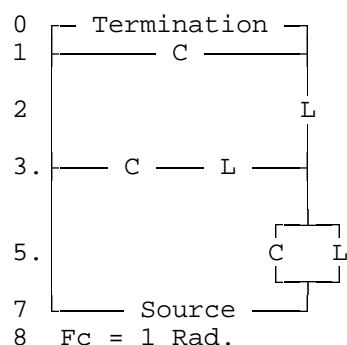 0 Termination
1 C
2 L
3. C L
5. C L
7 Source
8 Fc = 1 Rad.